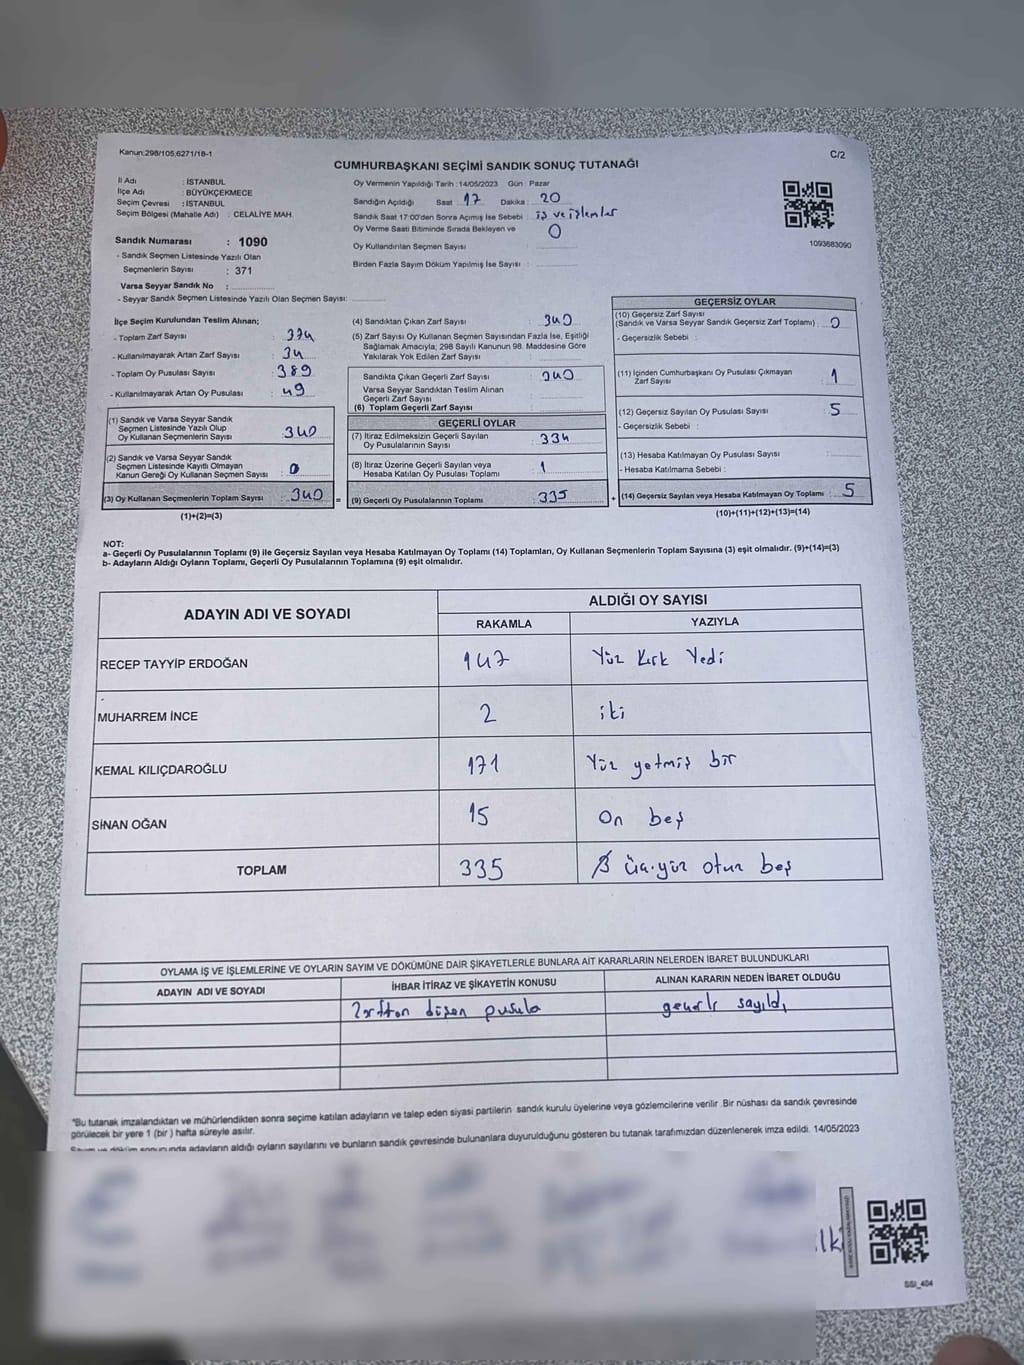 Kanun:298/105,6271/18-1
C/2
CUMHURBAŞKANI SEÇİMİ SANDIK SONUÇ TUTANAĞI
İl Adı : İSTANBUL
İlçe Adı : BÜYÜKÇEKMECE
Seçim Çevresi : İSTANBUL
Seçim Bölgesi (Mahalle Adı) : CELALİYE MAH.
Sandık Numarası : 1090
- Sandık Seçmen Listesinde Yazılı Olan
Seçmenlerin Sayısı : 371
Varsa Seyyar Sandık No :
- Seyyar Sandık Seçmen Listesinde Yazılı Olan Seçmen Sayısı:
Oy Vermenin Yapıldığı Tarih :14/05/2023 Gün : Pazar
Sandığın Açıldığı Saat : 17 Dakika : 20
Sandık Saat 17:00'den Sonra Açılmış İse Sebebi : iş ve işlemler
Oy Verme Saati Bitiminde Sırada Bekleyen ve 0
Oy Kullandırılan Seçmen Sayısı :
Birden Fazla Sayım Döküm Yapılmış İse Sayısı :
1093683090
İlçe Seçim Kurulundan Teslim Alınan;
- Toplam Zarf Sayısı : 374
- Kullanılmayarak Artan Zarf Sayısı : 34
- Toplam Oy Pusulası Sayısı : 389
- Kullanılmayarak Artan Oy Pusulası : 49
(1) Sandık ve Varsa Seyyar Sandık
Seçmen Listesinde Yazılı Olup
Oy Kullanan Seçmenlerin Sayısı : 340
(2) Sandık ve Varsa Seyyar Sandık
Seçmen Listesinde Kayıtlı Olmayan
Kanun Gereği Oy Kullanan Seçmen Sayısı : 0
(3) Oy Kullanan Seçmenlerin Toplam Sayısı : 340 =
(1)+(2)=(3)
(4) Sandıktan Çıkan Zarf Sayısı : 340
(5) Zarf Sayısı Oy Kullanan Seçmen Sayısından Fazla İse, Eşitliği
Sağlamak Amacıyla, 298 Sayılı Kanunun 98. Maddesine Göre
Yakılarak Yok Edilen Zarf Sayısı :
Sandıkta Çıkan Geçerli Zarf Sayısı : 340
Varsa Seyyar Sandıktan Teslim Alınan
Geçerli Zarf Sayısı :
(6) Toplam Geçerli Zarf Sayısı :
GEÇERLİ OYLAR
(7) İtiraz Edilmeksizin Geçerli Sayılan
Oy Pusulalarının Sayısı : 334
(8) İtiraz Üzerine Geçerli Sayılan veya
Hesaba Katılan Oy Pusulası Toplamı : 1
(9) Geçerli Oy Pusulalarının Toplamı : 335 +
GEÇERSİZ OYLAR
(10) Geçersiz Zarf Sayısı
(Sandık ve Varsa Seyyar Sandık Geçersiz Zarf Toplamı) : 0
- Geçersizlik Sebebi :
(11) İçinden Cumhurbaşkanı Oy Pusulası Çıkmayan
Zarf Sayısı : 1
(12) Geçersiz Sayılan Oy Pusulası Sayısı : 5
- Geçersizlik Sebebi :
(13) Hesaba Katılmayan Oy Pusulası Sayısı :
- Hesaba Katılmama Sebebi :
(14) Geçersiz Sayılan veya Hesaba Katılmayan Oy Toplamı : 5
(10)+(11)+(12)+(13)=(14)
NOT:
a- Geçerli Oy Pusulalarının Toplamı (9) ile Geçersiz Sayılan veya Hesaba Katılmayan Oy Toplamı (14) Toplamları, Oy Kullanan Seçmenlerin Toplam Sayısına (3) eşit olmalıdır. (9)+(14)=(3)
b- Adayların Aldığı Oyların Toplamı, Geçerli Oy Pusulalarının Toplamına (9) eşit olmalıdır.
ADAYIN ADI VE SOYADI ALDIĞI OY SAYISI
RAKAMLA YAZIYLA
RECEP TAYYİP ERDOĞAN 147 Yüz Kırk Yedi
MUHARREM İNCE 2 iki
KEMAL KILIÇDAROĞLU 171 Yüz yetmiş bir
SİNAN OĞAN 15 On beş
TOPLAM 335 üç yüz otuz beş
OYLAMA İŞ VE İŞLEMLERİNE VE OYLARIN SAYIM VE DÖKÜMÜNE DAİR ŞİKAYETLERLE BUNLARA AİT KARARLARIN NELERDEN İBARET BULUNDUKLARI
ADAYIN ADI VE SOYADI İHBAR İTİRAZ VE ŞİKAYETİN KONUSU ALINAN KARARIN NEDEN İBARET OLDUĞU
Zarftan düşen pusula geçerli sayıldı
*Bu tutanak imzalandıktan ve mühürlendikten sonra seçime katılan adayların ve talep eden siyasi partilerin sandık kurulu üyelerine veya gözlemcilerine verilir .Bir nüshası da sandık çevresinde
görülecek bir yere 1 (bir ) hafta süreyle asılır.
Sayım ve döküm sonucunda adayların aldığı oyların sayılarını ve bunların sandık çevresinde bulunanlara duyurulduğunu gösteren bu tutanak tarafımızdan düzenlenerek imza edildi. 14/05/2023
SSI_404